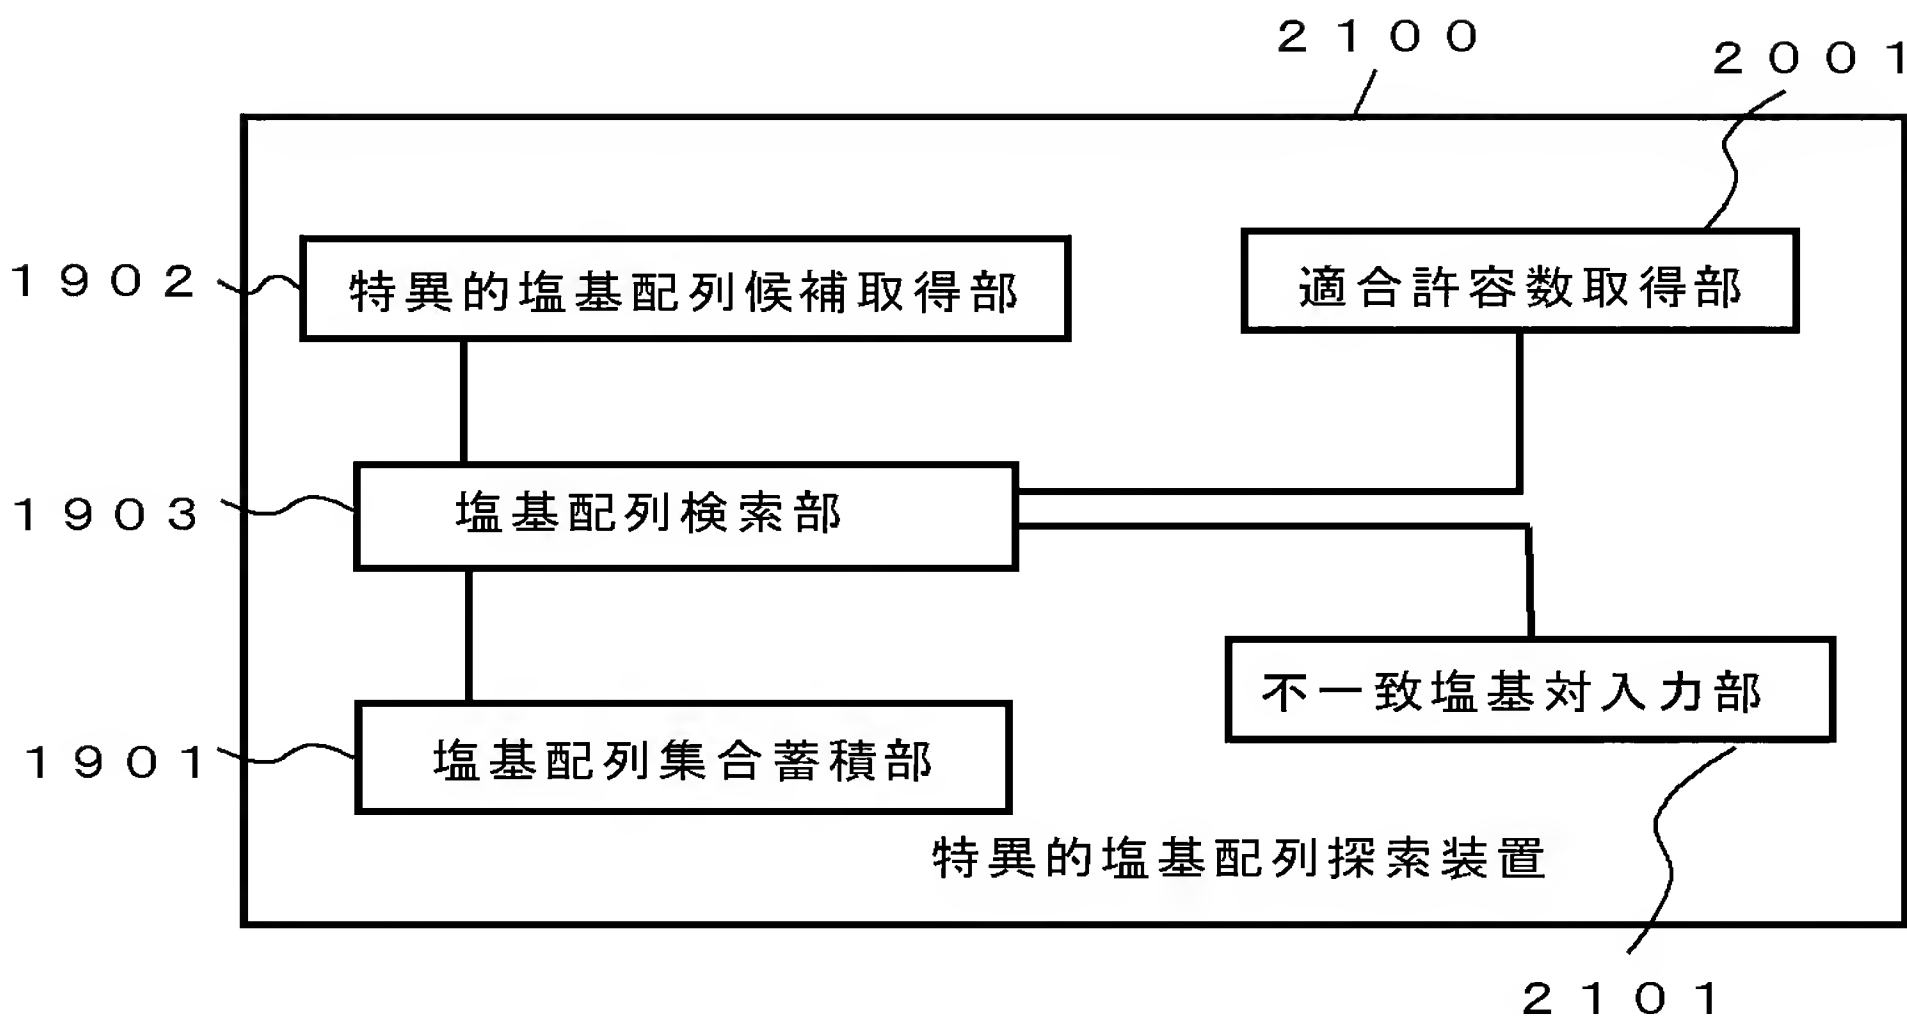 ２１００
２００１
１９０２
特異的塩基配列候補取得部
適合許容数取得部
１９０３
塩基配列検索部
不一致塩基対入力部
１９０１
塩基配列集合蓄積部
特異的塩基配列探索装置
２１０１